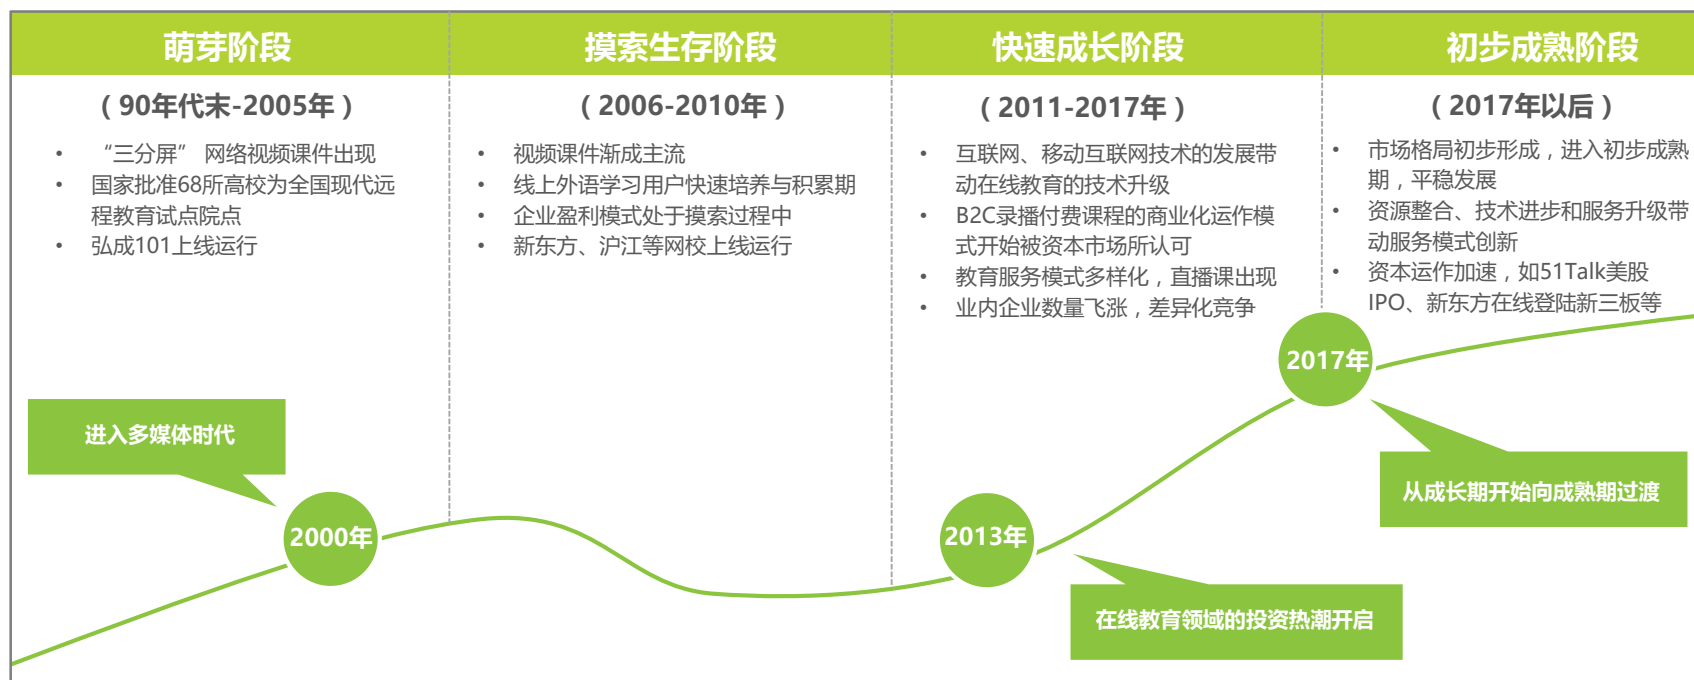 萌芽阶段
（90年代末-2005年）
• “三分屏” 网络视频课件出现
• 国家批准68所高校为全国现代远
程教育试点院点
• 弘成101上线运行
摸索生存阶段
（2006-2010年）
• 视频课件渐成主流
• 线上外语学习用户快速培养与积累期
• 企业盈利模式处于摸索过程中
• 新东方、沪江等网校上线运行
快速成长阶段
（2011-2017年）
• 互联网、移动互联网技术的发展带
动在线教育的技术升级
• B2C录播付费课程的商业化运作模
式开始被资本市场所认可
• 教育服务模式多样化，直播课出现
• 业内企业数量飞涨，差异化竞争
初步成熟阶段
（2017年以后）
• 市场格局初步形成，进入初步成熟
期，平稳发展
• 资源整合、技术进步和服务升级带
动服务模式创新
• 资本运作加速，如51Talk美股
IPO、新东方在线登陆新三板等
进入多媒体时代
2000年
2013年
在线教育领域的投资热潮开启
2017年
从成长期开始向成熟期过渡